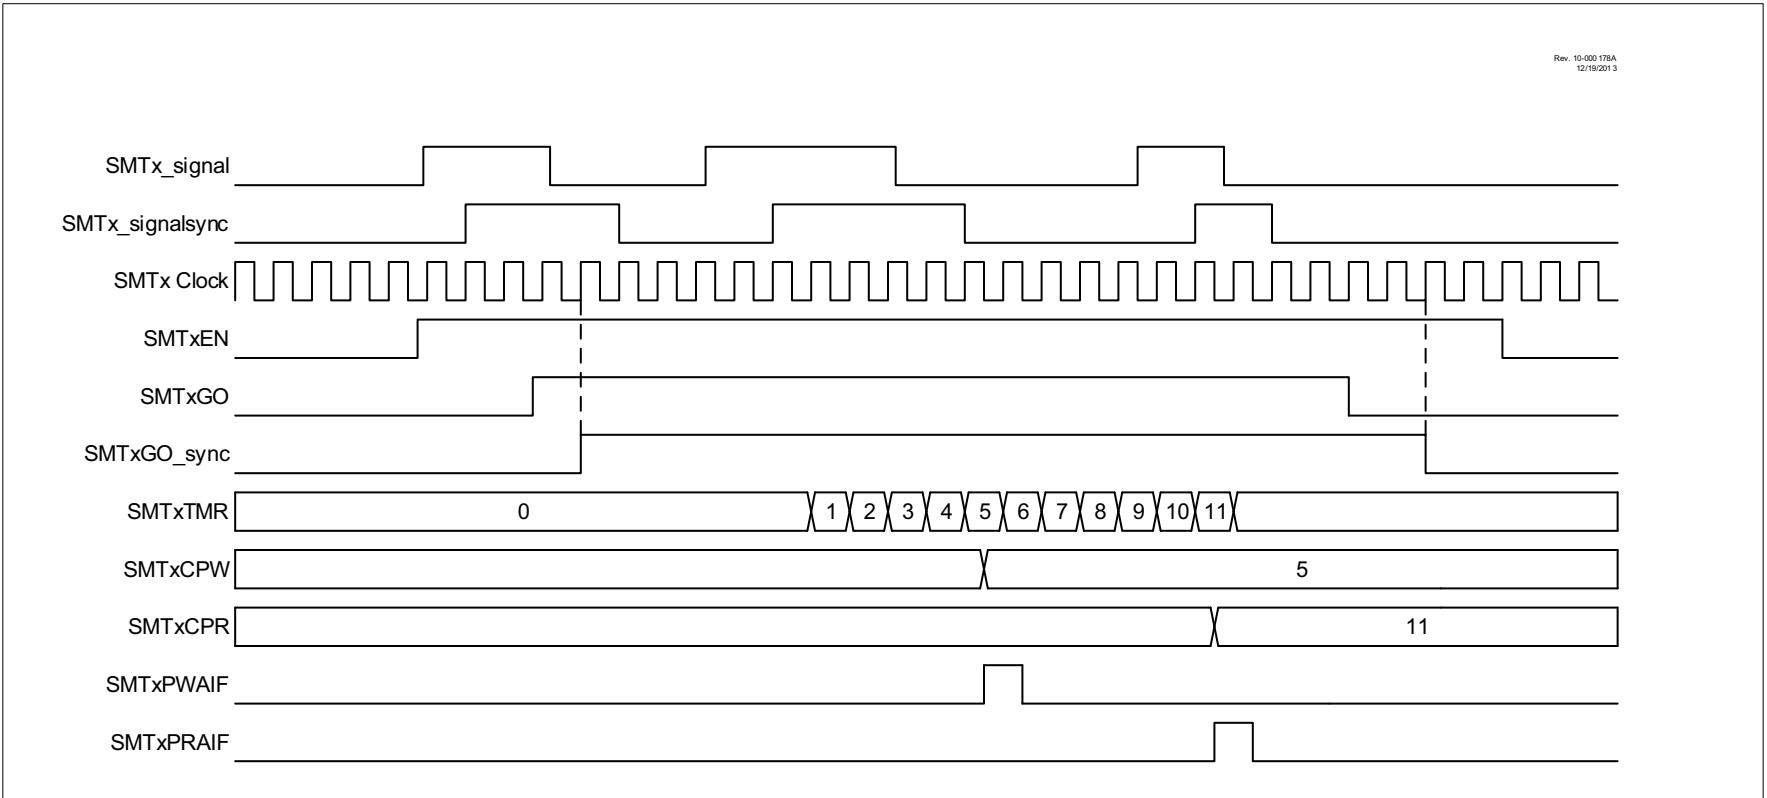 Rev. 10-000 178A
12/19/201 3
SMTx_signal
SMTx_signalsync
SMTx Clock
SMTxEN
SMTxGO
SMTxGO_sync
SMTxTMR 0 1 2 3 4 5 6 7 8 9 10 11
SMTxCPW 5
SMTxCPR 11
SMTxPWAIF
SMTxPRAIF